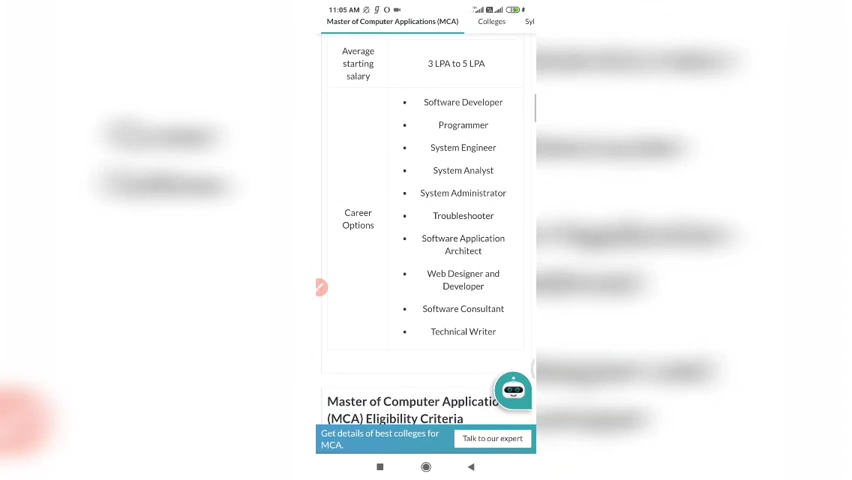 11:05 AM
Master of Computer Applications (MCA) Colleges Syl
Average
starting
salary
3 LPA to 5 LPA
Career
Options
• Software Developer
• Programmer
• System Engineer
• System Analyst
• System Administrator
• Troubleshooter
• Software Application
Architect
• Web Designer and
Developer
• Software Consultant
• Technical Writer
Master of Computer Applicatio
(MCA) Eligibility Criteria
Get details of best colleges for
MCA.
Talk to our expert